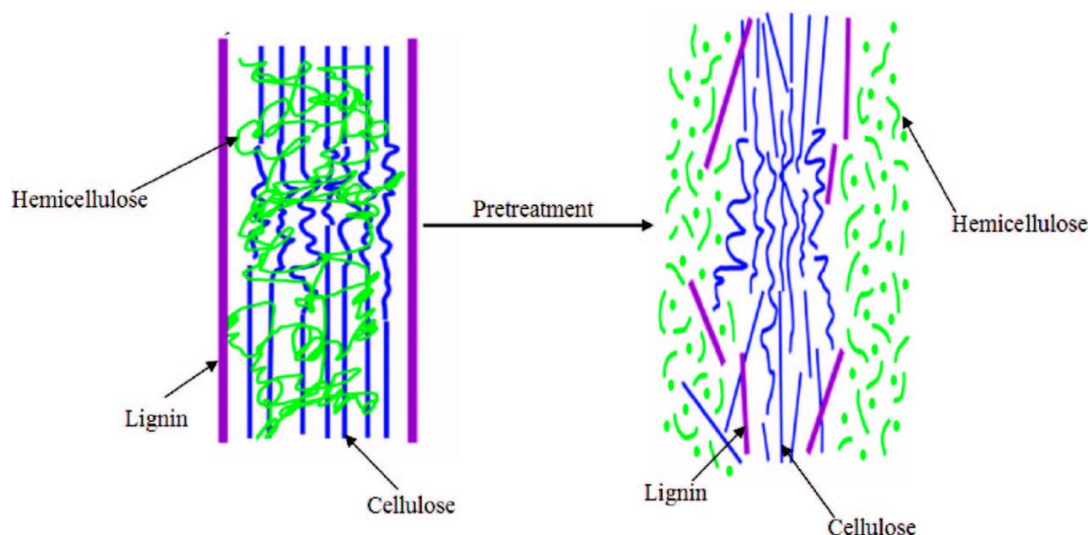 Hemicellulose
Lignin
Cellulose
Pretreatment
Hemicellulose
Lignin
Cellulose